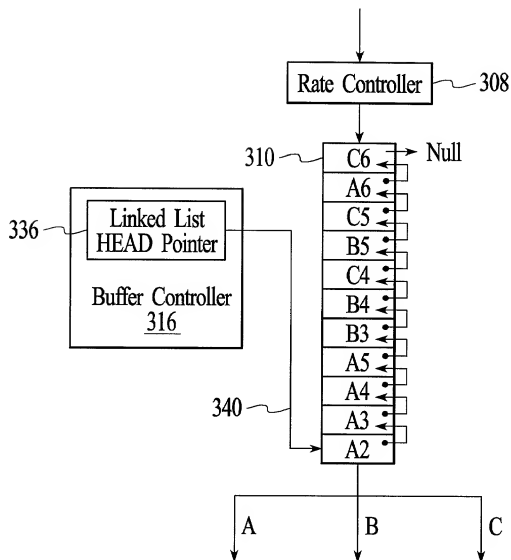 Rate Controller
308
310
C6
Null
A6
C5
336
Linked List
HEAD Pointer
B5
C4
Buffer Controller
316
B4
B3
A5
A4
340
A3
A2
A
B
C